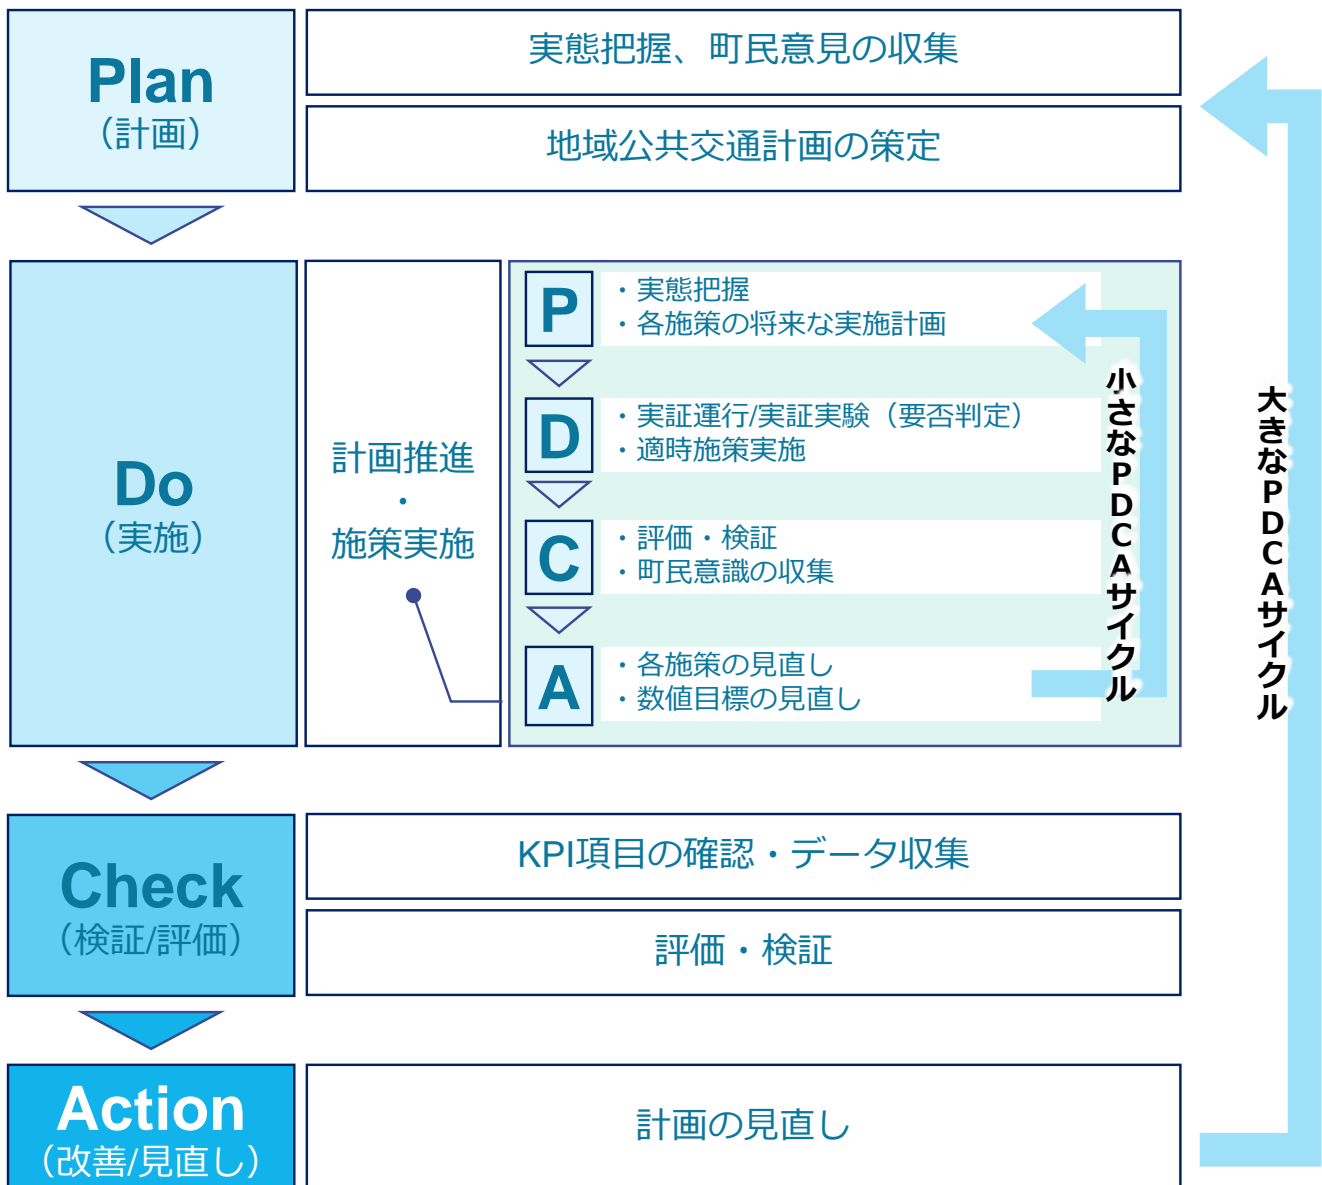 Plan
（計画）
実態把握、町民意見の収集
地域公共交通計画の策定
Do
（実施）
計画推進
・
施策実施
P
・実態把握
・各施策の将来な実施計画
D
・実証運行/実証実験（要否判定）
・適時施策実施
C
・評価・検証
・町民意識の収集
A
・各施策の見直し
・数値目標の見直し
小さなPDCAサイクル
大きなPDCAサイクル
Check
（検証/評価）
KPI項目の確認・データ収集
評価・検証
Action
（改善/見直し）
計画の見直し